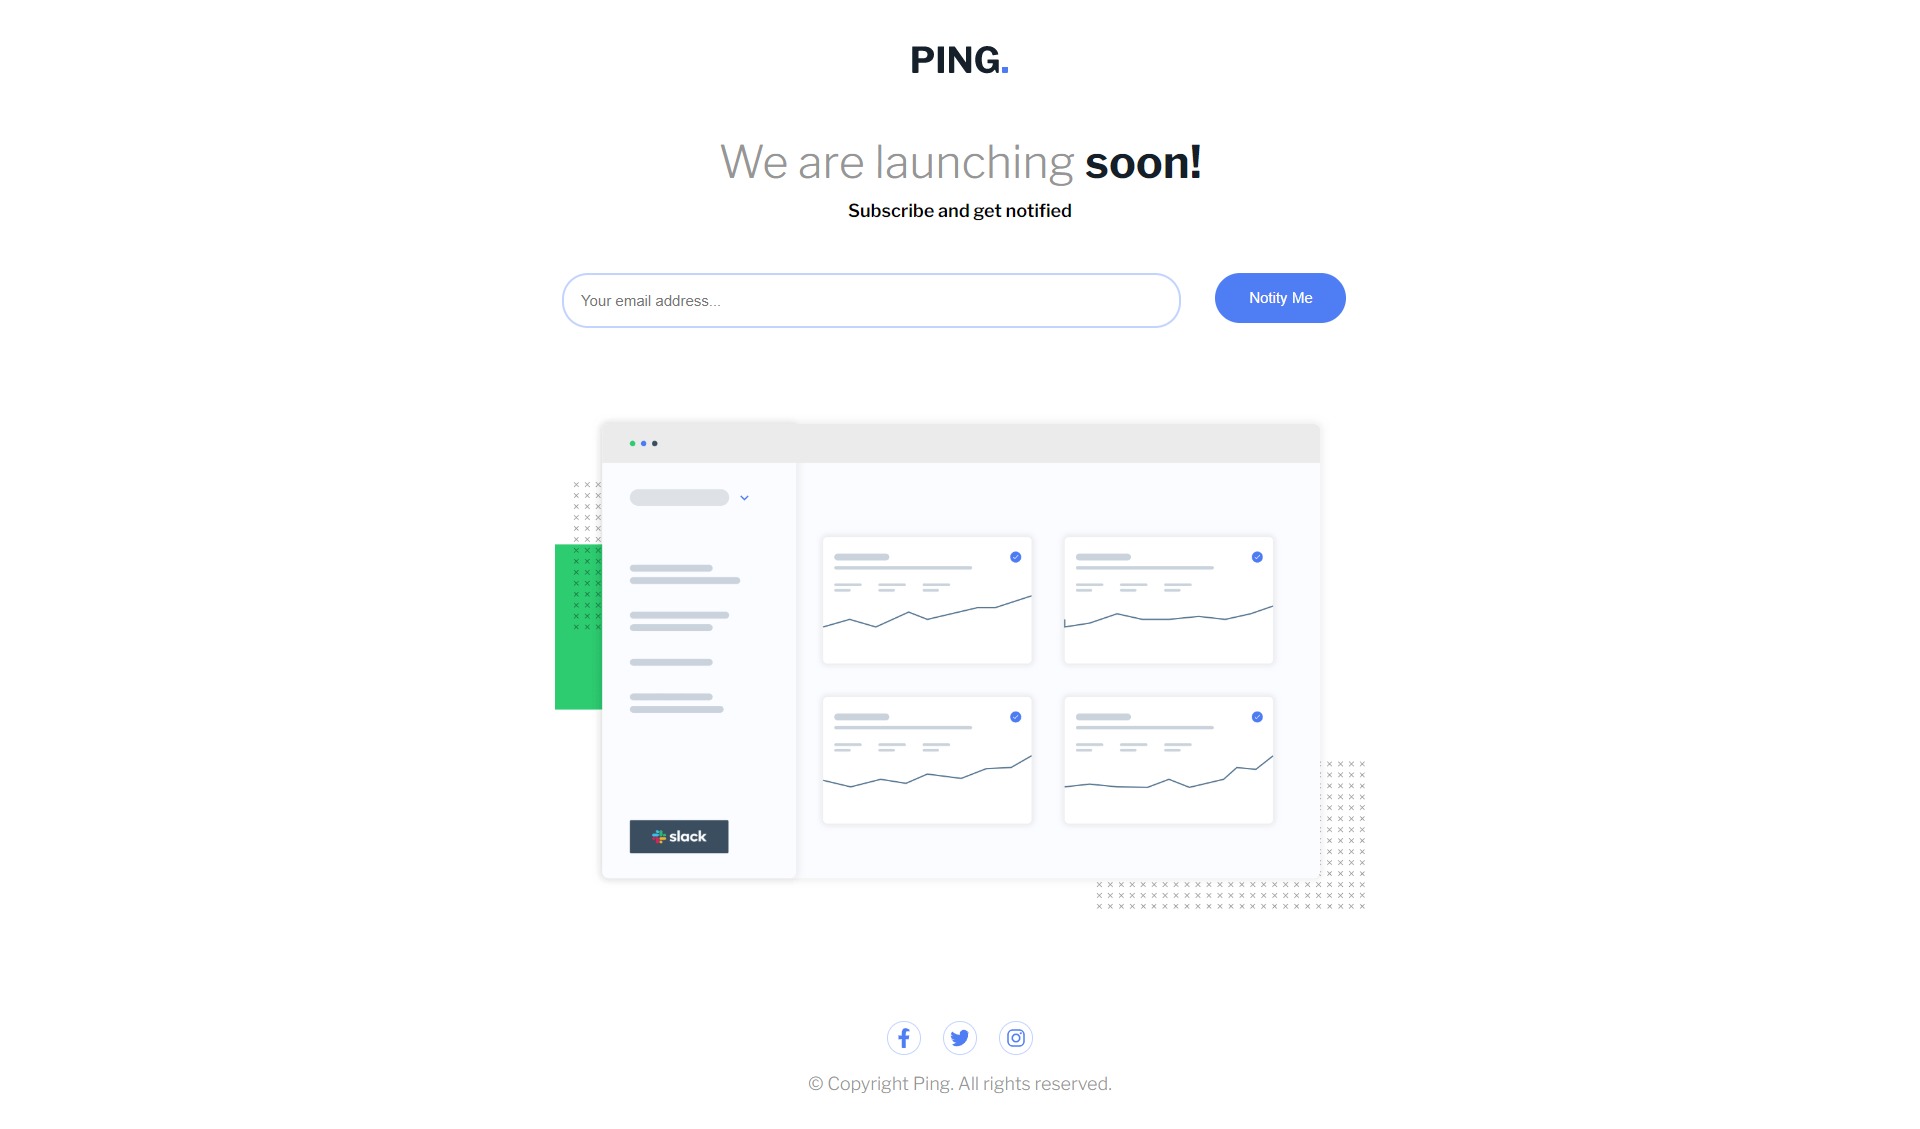 PING.
We are launching soon!
Subscribe and get notified
Your email address...
Notity Me
slack
© Copyright Ping. All rights reserved.